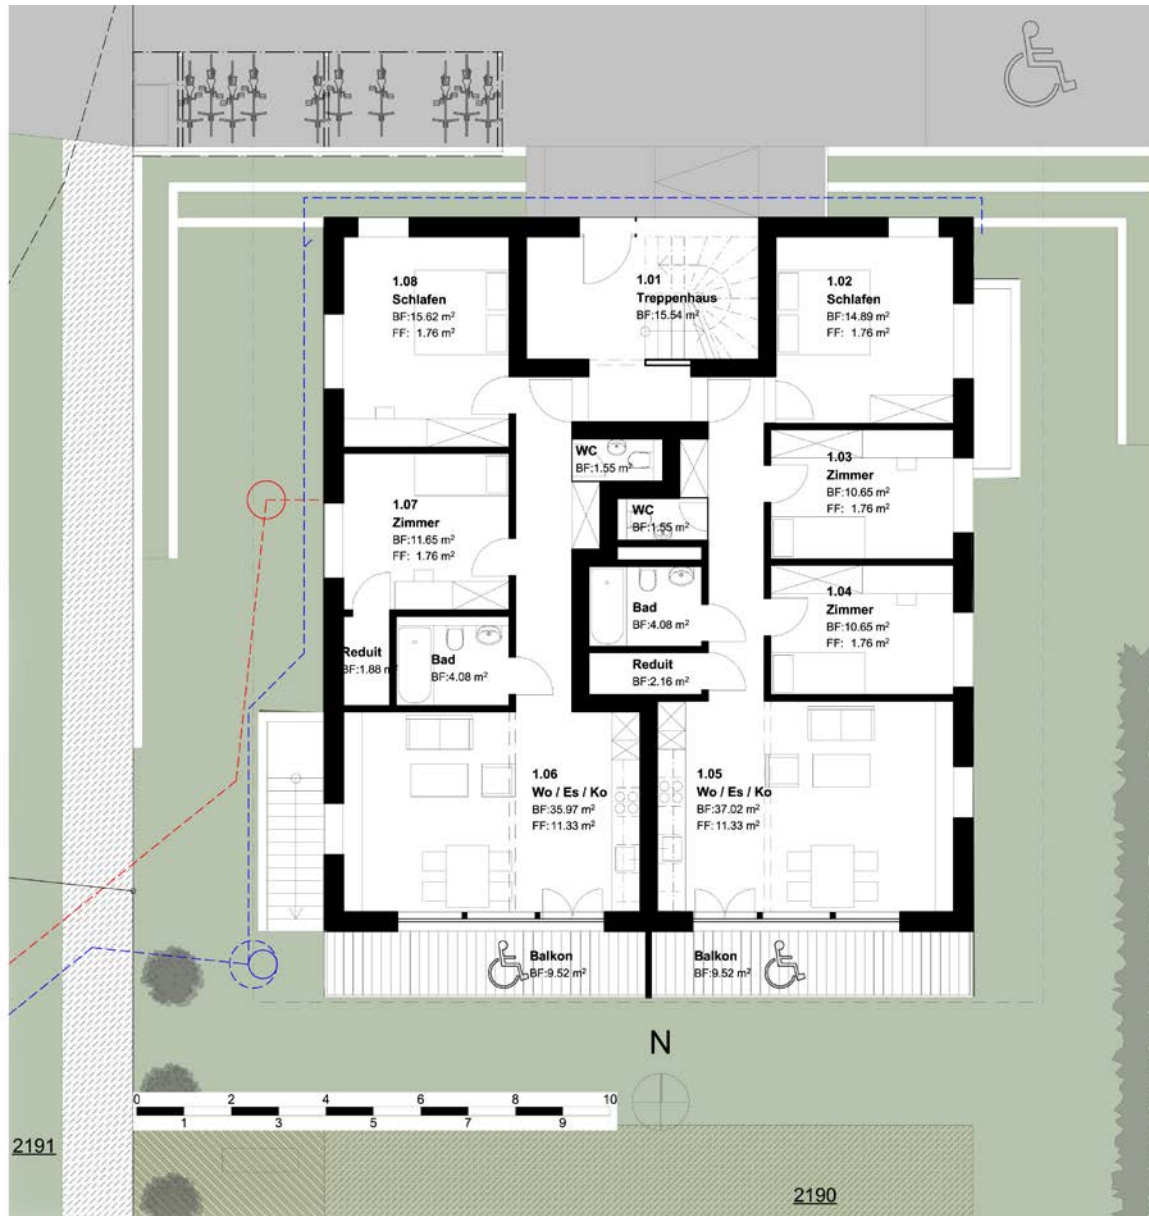 1.08
Schlafen
BF:15.62 m²
FF: 1.76 m²
1.01
Treppenhaus
BF:15.54 m²
1.02
Schlafen
BF:14.89 m²
FF: 1.76 m²
WC
BF:1.55 m²
1.03
Zimmer
BF:10.65 m²
FF: 1.76 m²
1.07
Zimmer
BF:11.65 m²
FF: 1.76 m²
WC
BF:1.55 m²
1.04
Zimmer
BF:10.65 m²
FF: 1.76 m²
Bad
BF:4.08 m²
Reduit
BF:1.88 m²
Bad
BF:4.08 m²
Reduit
BF:2.16 m²
1.06
Wo / Es / Ko
BF:35.97 m²
FF:11.33 m²
1.05
Wo / Es / Ko
BF:37.02 m²
FF:11.33 m²
Balkon
BF:9.52 m²
Balkon
BF:9.52 m²
N
0 2 4 6 8 10
1 3 5 7 9
2191
2190